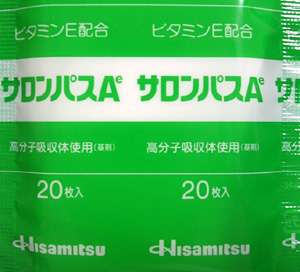 ビタミンE配合 ビタミンE配合
サロンパスAe サロンパスAe
高分子吸収体使用(基剤) 高分子吸収体使用(基剤)
20枚入 20枚入
Hisamitsu Hisamitsu